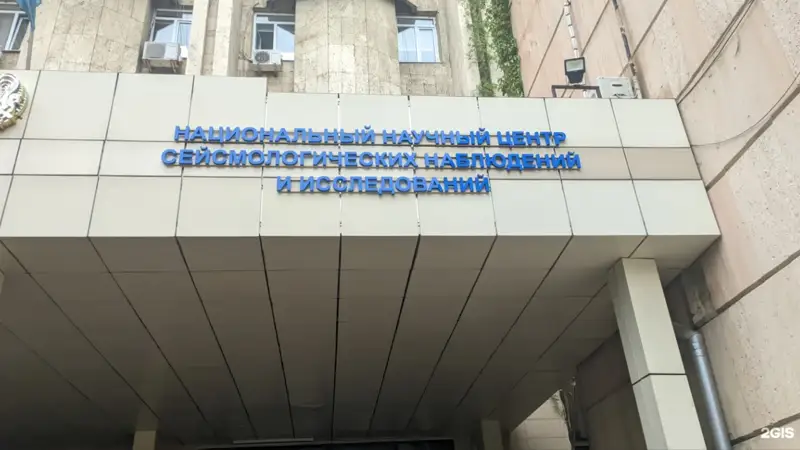 НАЦИОНАЛЬНЫЙ НАУЧНЫЙ ЦЕНТР
СЕЙСМОЛОГИЧЕСКИХ НАБЛЮДЕНИЙ
И ИССЛЕДОВАНИЙ
2GIS